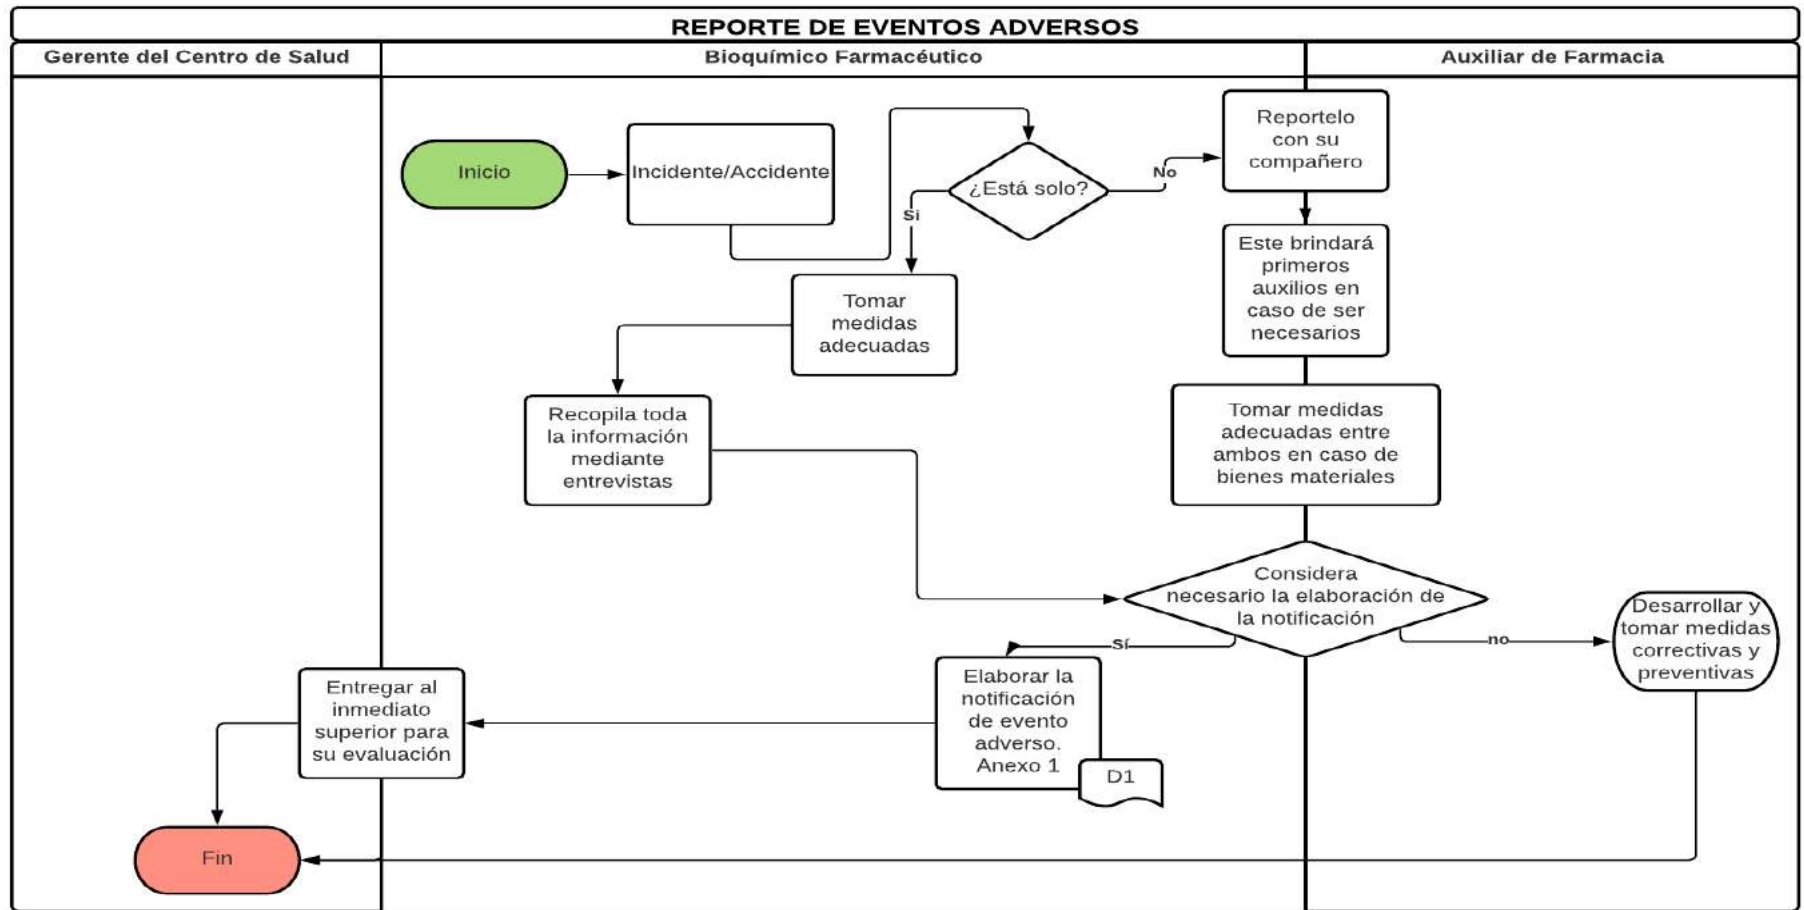 REPORTE DE EVENTOS ADVERSOS
Gerente del Centro de Salud
Bioquímico Farmacéutico
Auxiliar de Farmacia
Inicio
Incidente/Accidente
¿Está solo?
No
Si
Reportelo
con su
compañero
Este brindará
primeros
auxilios en
caso de ser
necesarios
Tomar
medidas
adecuadas
Recopila toda
la información
mediante
entrevistas
Tomar medidas
adecuadas entre
ambos en caso de
bienes materiales
Considera
necesario la elaboración de
la notificación
Sí
no
Desarrollar y
tomar medidas
correctivas y
preventivas
Elaborar la
notificación
de evento
adverso.
Anexo 1
D1
Entregar al
inmediato
superior para
su evaluación
Fin